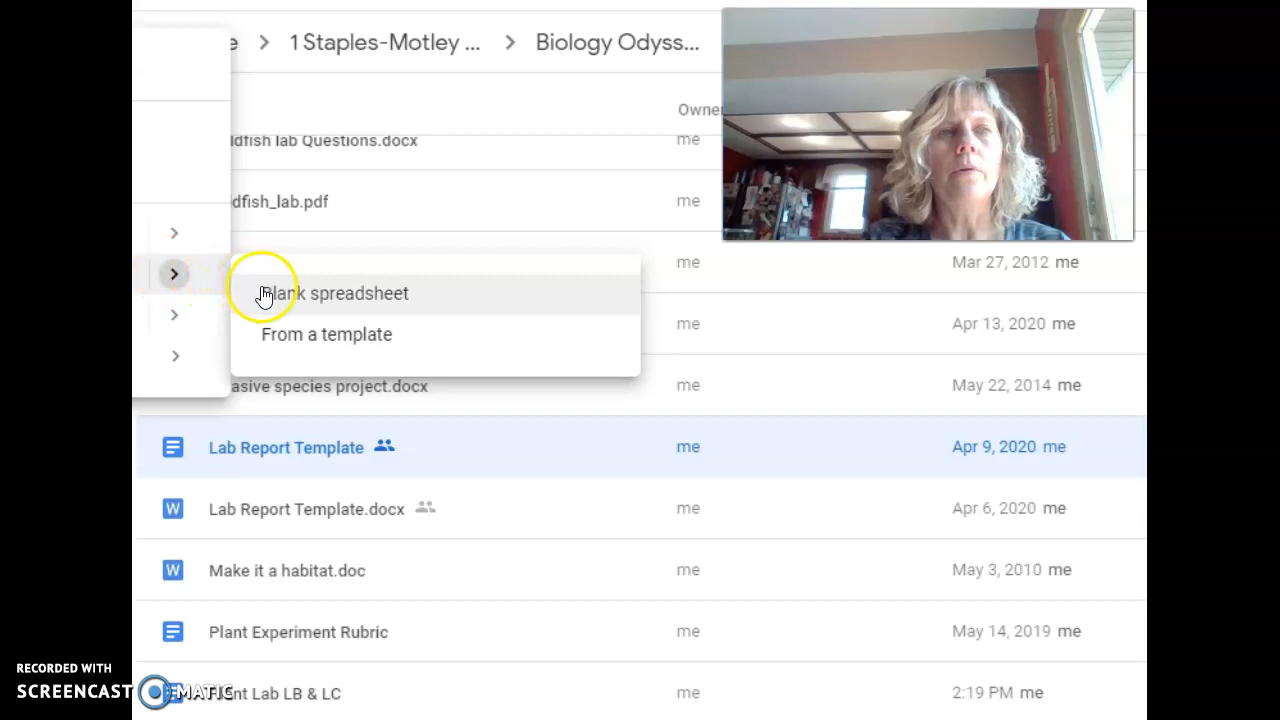 e > 1 Staples-Motley ... > Biology Odyss...
Owner
ldfish lab Questions.docx me
dfish_lab.pdf me
me Mar 27, 2012 me
Blank spreadsheet
me Apr 13, 2020 me
From a template
asive species project.docx me May 22, 2014 me
Lab Report Template me Apr 9, 2020 me
Lab Report Template.docx me Apr 6, 2020 me
Make it a habitat.doc me May 3, 2010 me
Plant Experiment Rubric me May 14, 2019 me
Plant Lab LB & LC me 2:19 PM me
RECORDED WITH
SCREENCAST MATIC